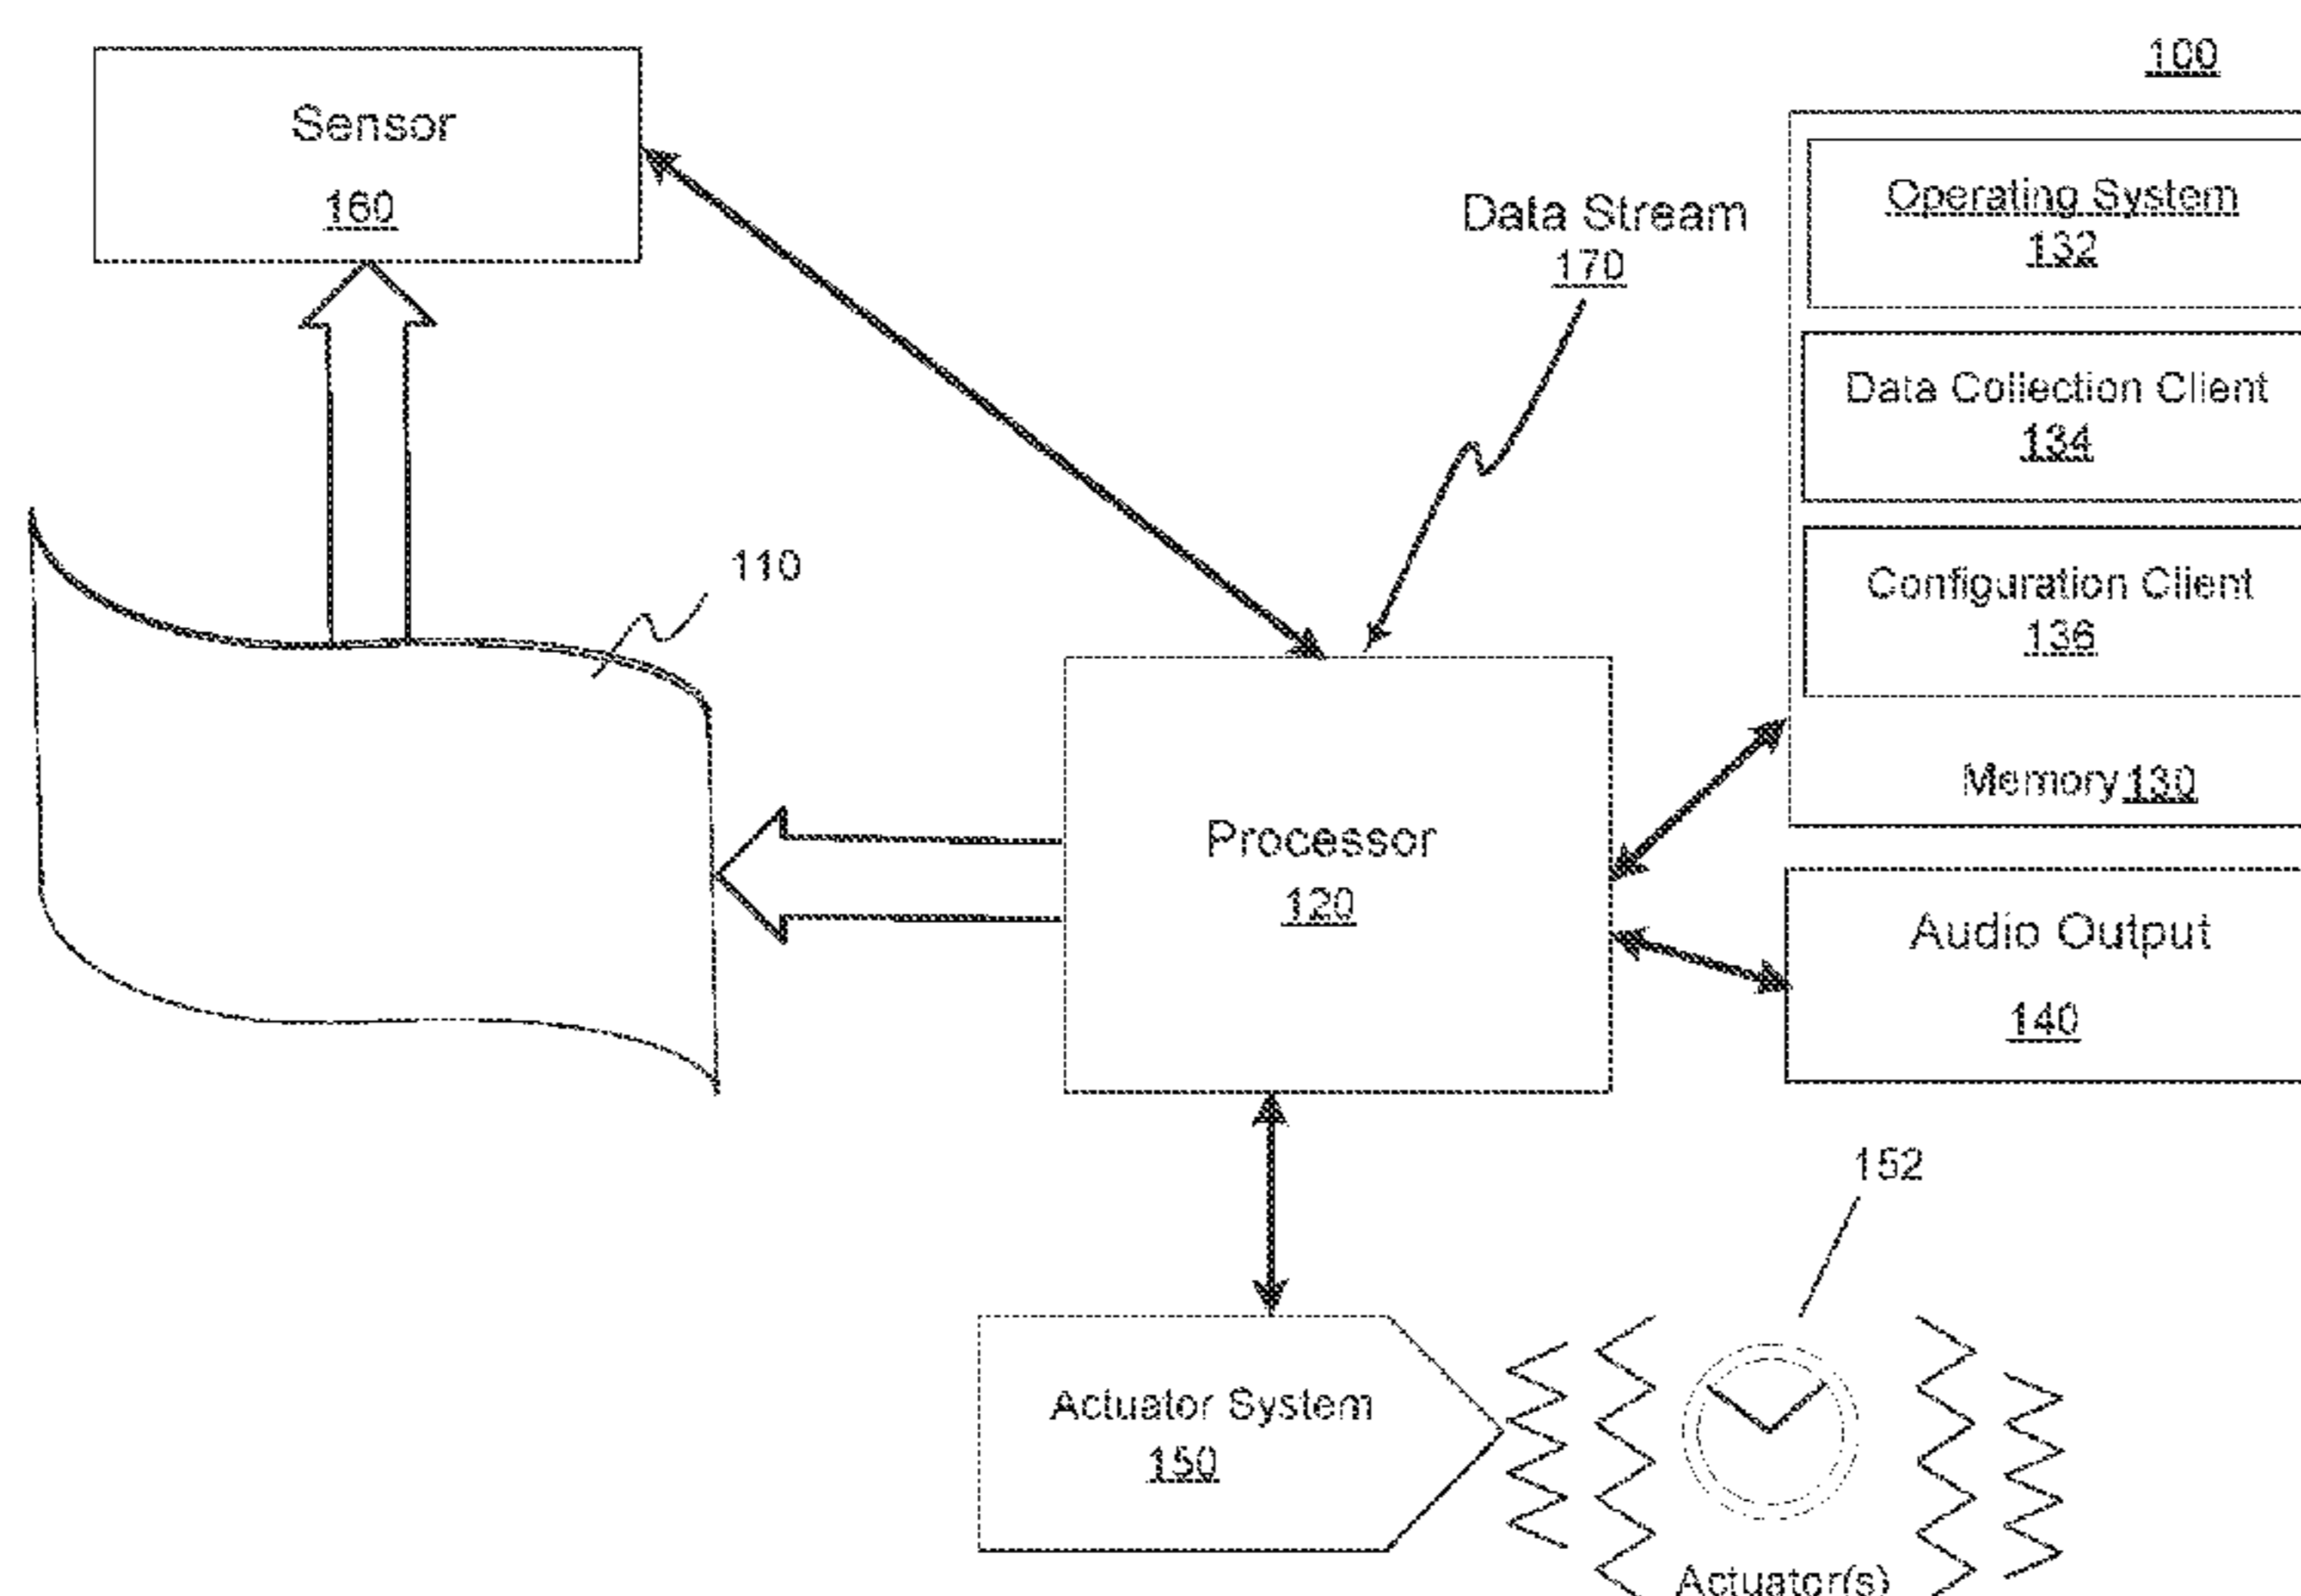 100
Sensor
160
Operating System
132
Data Stream
170
Data Collection Client
134
110
Configuration Client
136
Memory 130
Processor
120
Audio Output
140
152
Actuator System
150
Actuator(s)